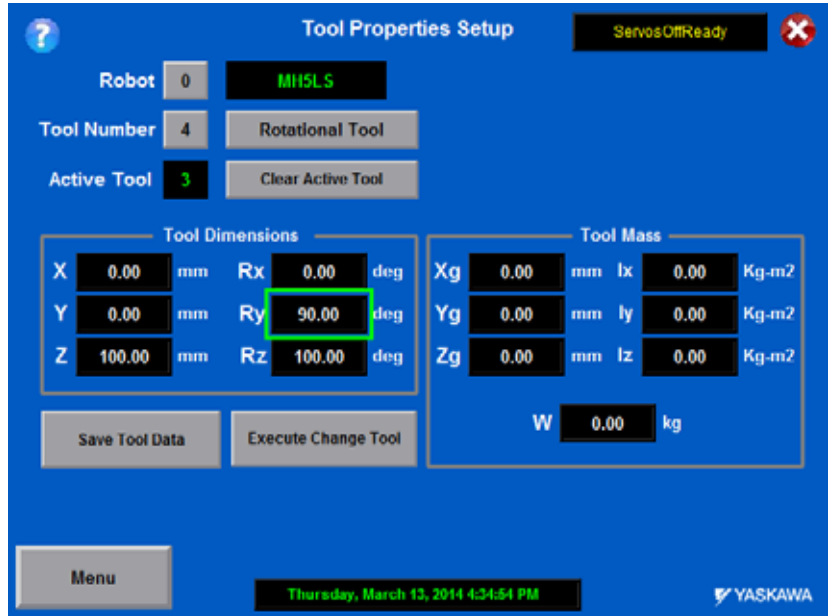 ?
Tool Properties Setup
ServosOffReady
Robot 0 MH5LS
Tool Number 4 Rotational Tool
Active Tool 3 Clear Active Tool
Tool Dimensions
X 0.00 mm Rx 0.00 deg
Y 0.00 mm Ry 90.00 deg
Z 100.00 mm Rz 100.00 deg
Tool Mass
Xg 0.00 mm Ix 0.00 Kg-m2
Yg 0.00 mm Iy 0.00 Kg-m2
Zg 0.00 mm Iz 0.00 Kg-m2
W 0.00 kg
Save Tool Data
Execute Change Tool
Menu
Thursday, March 13, 2014 4:34:54 PM
YASKAWA